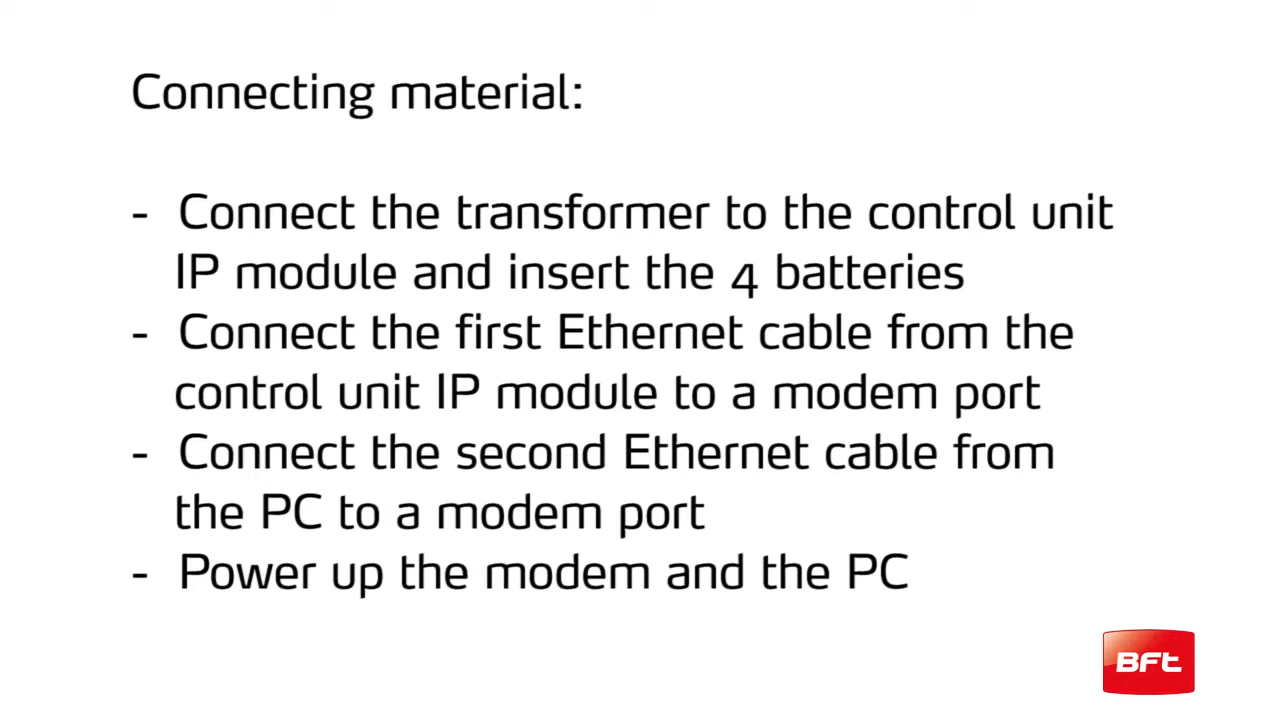 Connecting material:
- Connect the transformer to the control unit
IP module and insert the 4 batteries
- Connect the first Ethernet cable from the
control unit IP module to a modem port
- Connect the second Ethernet cable from
the PC to a modem port
- Power up the modem and the PC
BFt